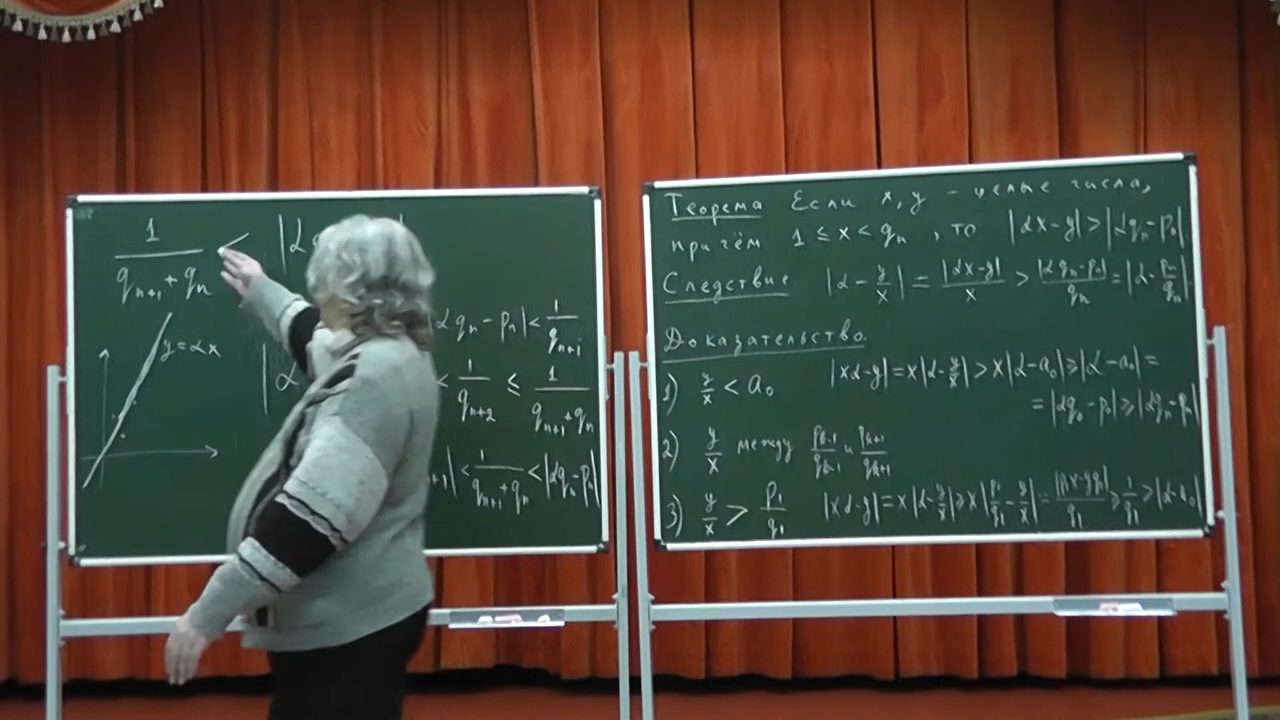 1/(qₙ₊₁ + qₙ) < |α
αqₙ − pₙ| < 1/qₙ₊₁
y = αx
|α
< 1/qₙ₊₂ ≤ 1/(qₙ₊₁ + qₙ)
₊₁| < 1/(qₙ₊₁ + qₙ) < |αqₙ − pₙ|
Теорема Если x, y – целые числа,
причём 1 ≤ x < qₙ, то |αx − y| > |αqₙ − pₙ|
Следствие |α − y/x| = |αx − y|/x > |αqₙ − pₙ|/qₙ = |α − pₙ/qₙ|.
Доказательство.
1) y/x < a₀ |xα − y| = x|α − y/x| > x|α − a₀| ≥ |α − a₀| =
= |αq₀ − p₀| ≥ |αqₙ − pₙ|
2) y/x между pₖ₋₁/qₖ₋₁ и pₖ₊₁/qₖ₊₁
3) y/x > p₁/q₁ |xα − y| = x|α − y/x| ≥ x|p₁/q₁ − y/x| = |p₁x − yq₁|/q₁ ≥ 1/q₁ ≥ |α − a₀|